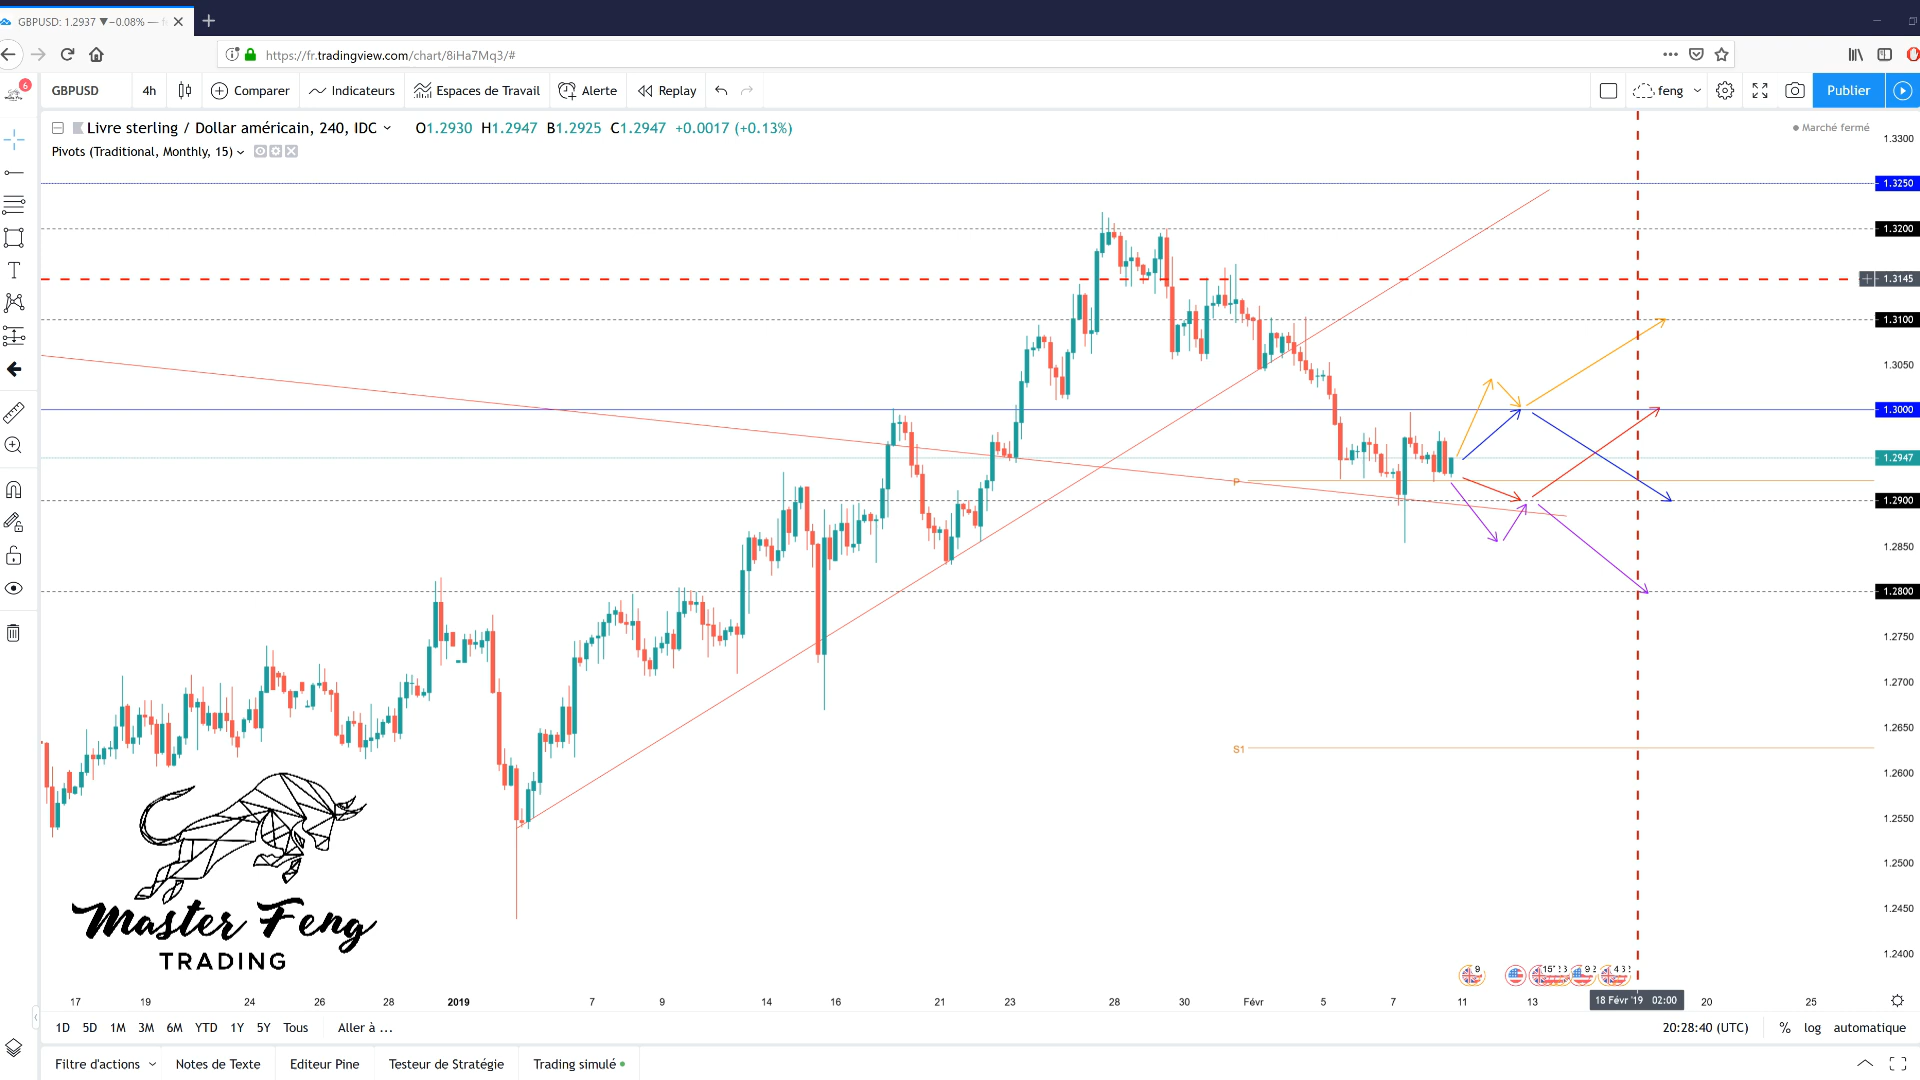 GBPUSD: 1.2937 ▼−0.08% —
https://fr.tradingview.com/chart/8iHa7Mq3/#
6
GBPUSD
4h
Comparer
Indicateurs
Espaces de Travail
Alerte
Replay
feng
Publier
Livre sterling / Dollar américain, 240, IDC
O1.2930 H1.2947 B1.2925 C1.2947 +0.0017 (+0.13%)
Marché fermé
Pivots (Traditional, Monthly, 15)
1.3300
1.3250
1.3200
1.3145
1.3100
1.3050
1.3000
1.2947
P
1.2900
1.2850
1.2800
1.2750
1.2700
1.2650
S1
1.2600
1.2550
1.2500
1.2450
1.2400
Master Feng
TRADING
17 19 24 26 28 2019 7 9 14 16 21 23 28 30 Févr 5 7 11 13 18 Févr '19 02:00 20 25
1D 5D 1M 3M 6M YTD 1Y 5Y Tous Aller à ...
20:28:40 (UTC) % log automatique
Filtre d'actions
Notes de Texte
Editeur Pine
Testeur de Stratégie
Trading simulé